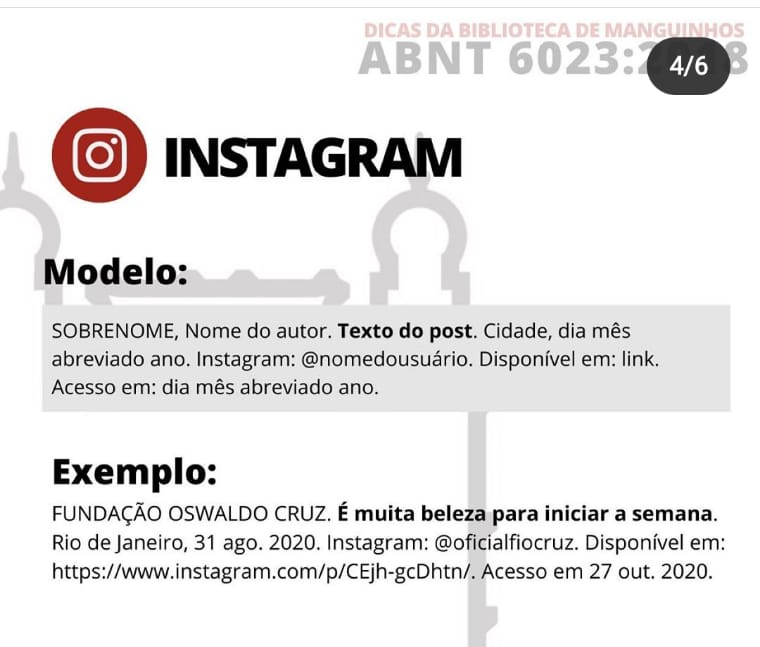 DICAS DA BIBLIOTECA DE MANGUINHOS
ABNT 6023:2018
4/6
INSTAGRAM
Modelo:
SOBRENOME, Nome do autor. Texto do post. Cidade, dia mês
abreviado ano. Instagram: @nomedousuário. Disponível em: link.
Acesso em: dia mês abreviado ano.
Exemplo:
FUNDAÇÃO OSWALDO CRUZ. É muita beleza para iniciar a semana.
Rio de Janeiro, 31 ago. 2020. Instagram: @oficialfiocruz. Disponível em:
https://www.instagram.com/p/CEjh-gcDhtn/. Acesso em 27 out. 2020.